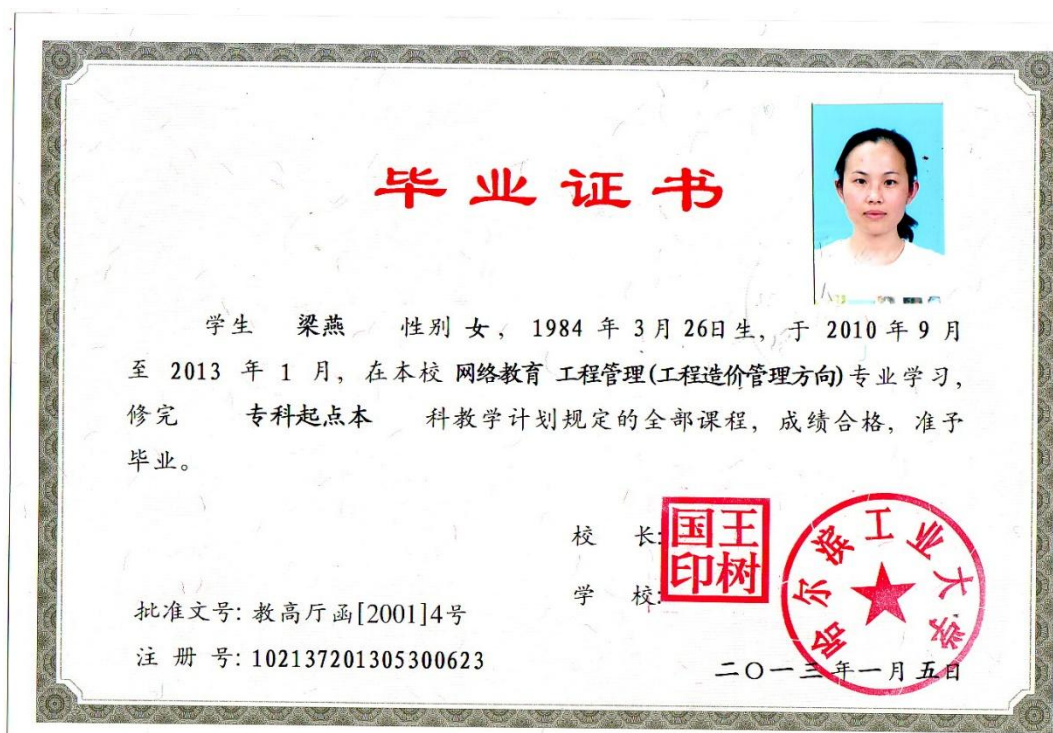 毕业证书
学生 梁燕 性别 女，1984 年 3月 26日生，于 2010 年 9 月
至 2013 年 1 月，在本校 网络教育 工程管理(工程造价管理方向)专业学习，
修完 专科起点本 科教学计划规定的全部课程，成绩合格，准予
毕业。
校 长:
王树国印
学 校:
哈尔滨工业大学
批准文号: 教高厅函[2001]4号
注 册 号: 102137201305300623
二〇一三年一月五日